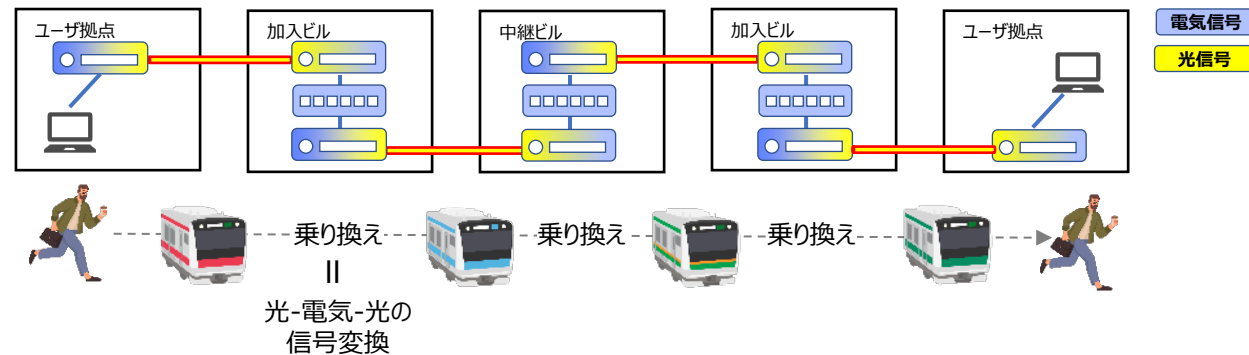 ユーザ拠点
加入ビル
中継ビル
加入ビル
ユーザ拠点
電気信号
光信号
乗り換え
乗り換え
乗り換え
=
光-電気-光の
信号変換